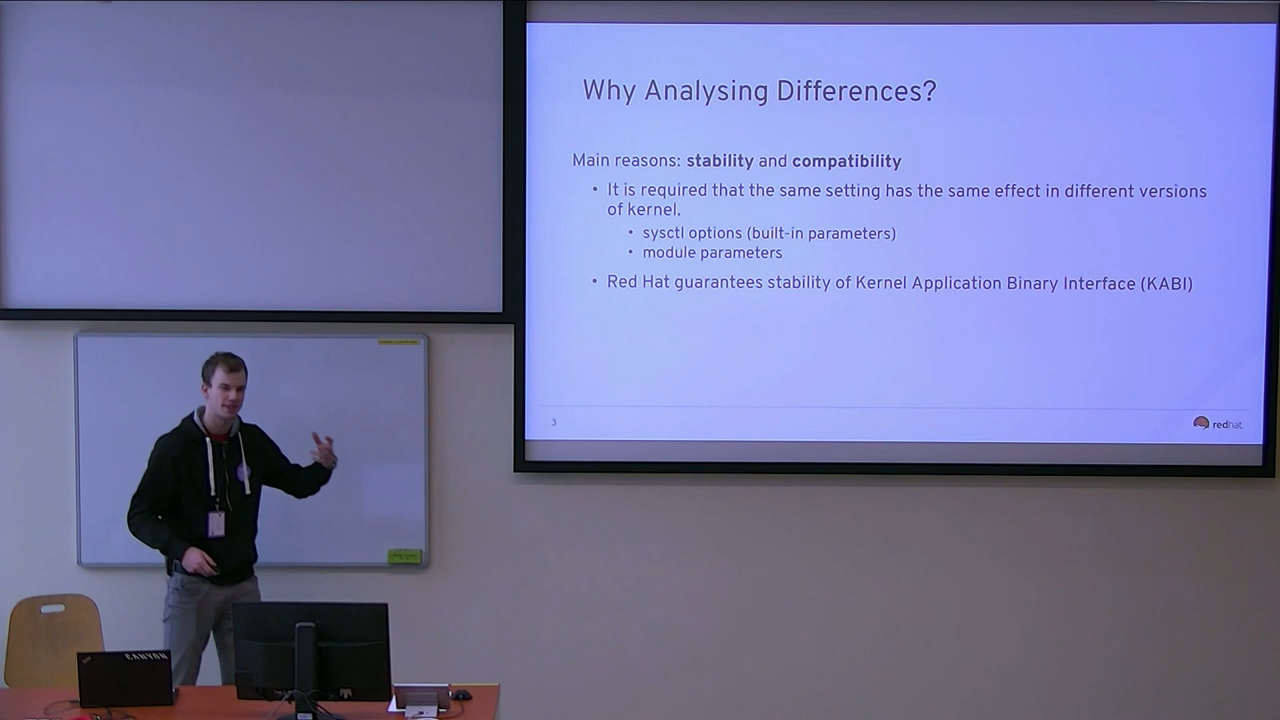 Why Analysing Differences?
Main reasons: stability and compatibility
• It is required that the same setting has the same effect in different versions
of kernel.
• sysctl options (built-in parameters)
• module parameters
• Red Hat guarantees stability of Kernel Application Binary Interface (KABI)
3
redhat
CANYON